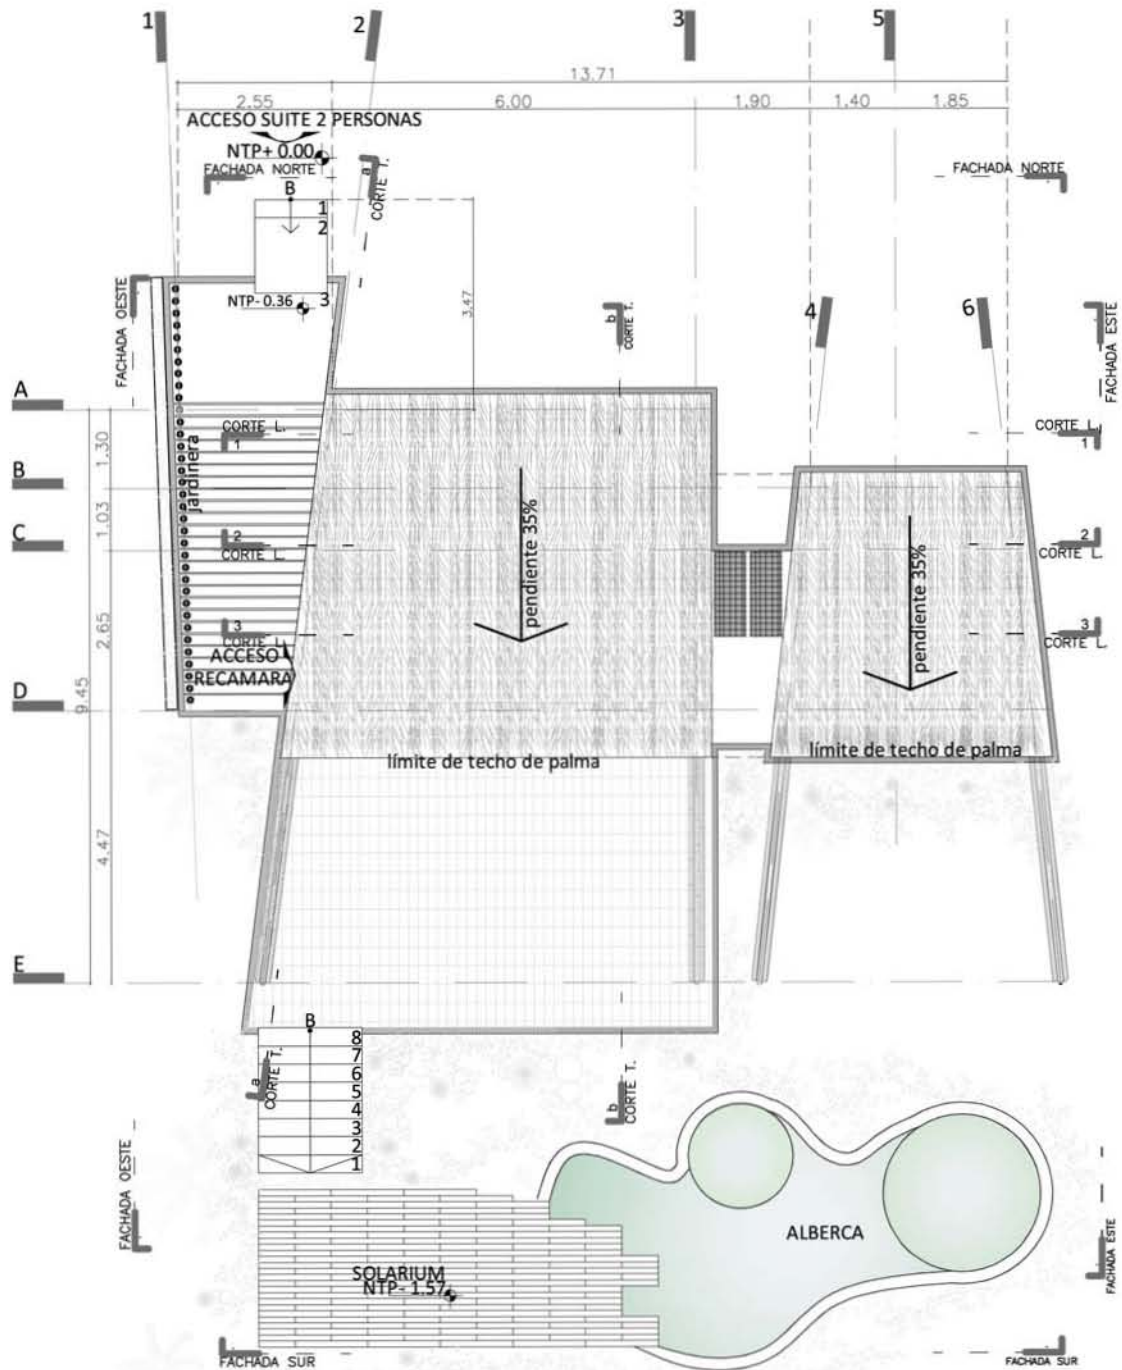 1
2
3
5
13.71
2.55
6.00
1.90
1.40
1.85
ACCESO SUITE 2 PERSONAS
NTP+ 0.00
FACHADA NORTE
a
CORTE T.
FACHADA NORTE
B
1
2
3
NTP- 0.36
3.47
FACHADA OESTE
b
CORTE T.
4
6
FACHADA ESTE
A
B
C
D
E
1.30
1.03
2.65
9.45
4.47
jardinera
CORTE L.
1
2
CORTE L.
3
CORTE L.
ACCESO
RECAMARA
pendiente 35%
pendiente 35%
CORTE L.
1
2
CORTE L.
3
CORTE L.
límite de techo de palma
límite de techo de palma
B
8
7
6
5
4
3
2
1
a
CORTE T.
b
CORTE T.
FACHADA OESTE
ALBERCA
FACHADA ESTE
SOLARIUM
NTP- 1.57
FACHADA SUR
FACHADA SUR